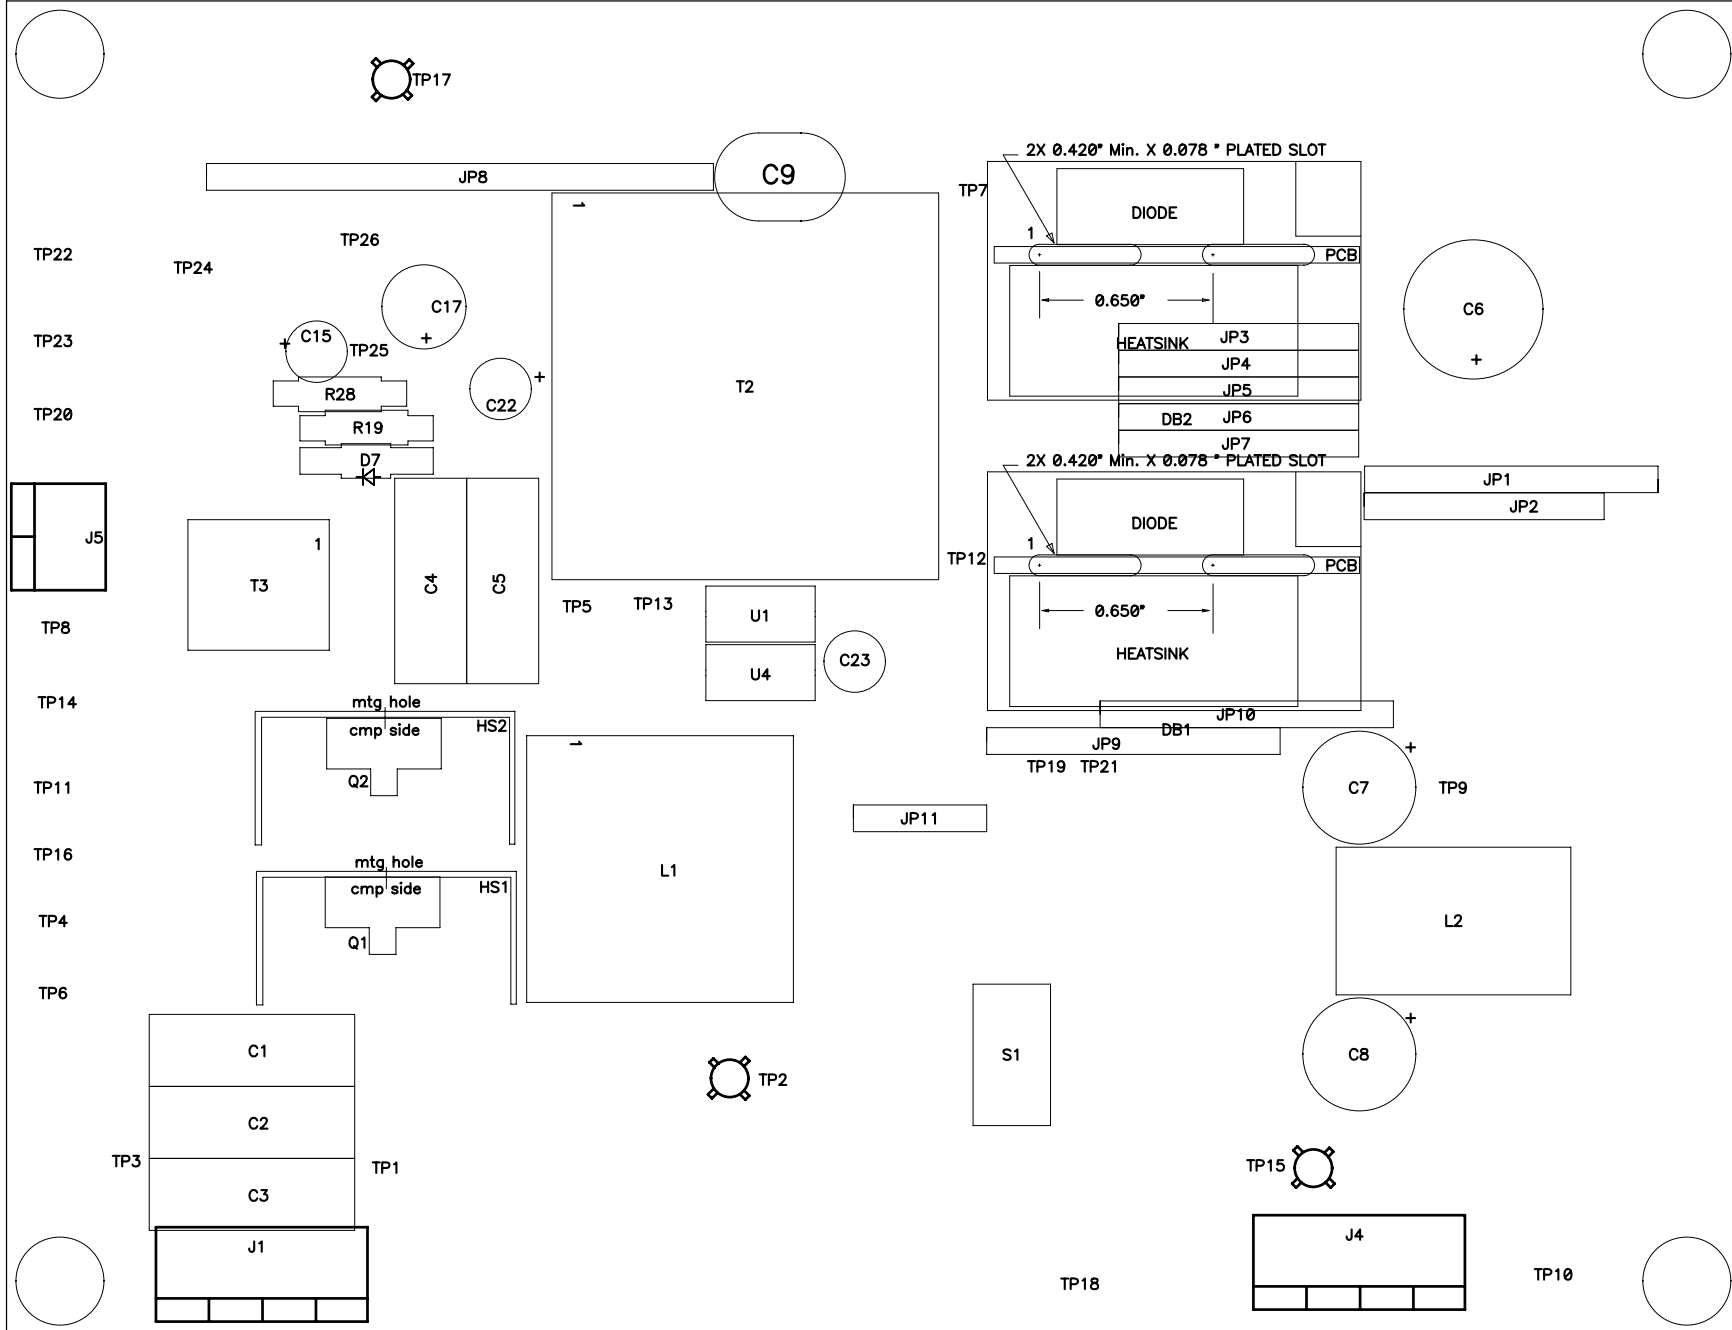 TP17
2X 0.420" Min. X 0.078 " PLATED SLOT
JP8
C9
TP7
DIODE
1
1
TP22
TP26
TP24
PCB
C17
+
0.650"
C6
+
TP23
+
C15
TP25
HEATSINK
JP3
JP4
R28
C22
+
T2
JP5
TP20
R19
DB2
JP6
JP7
D7
2X 0.420" Min. X 0.078 " PLATED SLOT
JP1
JP2
J5
1
DIODE
1
T3
C4
C5
TP12
PCB
TP5
TP13
U1
0.650"
TP8
C23
U4
HEATSINK
TP14
mtg hole
cmp side
HS2
JP10
DB1
JP9
1
Q2
TP19
TP21
+
TP11
C7
TP9
JP11
TP16
mtg hole
cmp side
HS1
L1
TP4
L2
Q1
TP6
+
C1
S1
C8
TP2
C2
TP3
TP1
TP15
C3
J1
J4
TP18
TP10